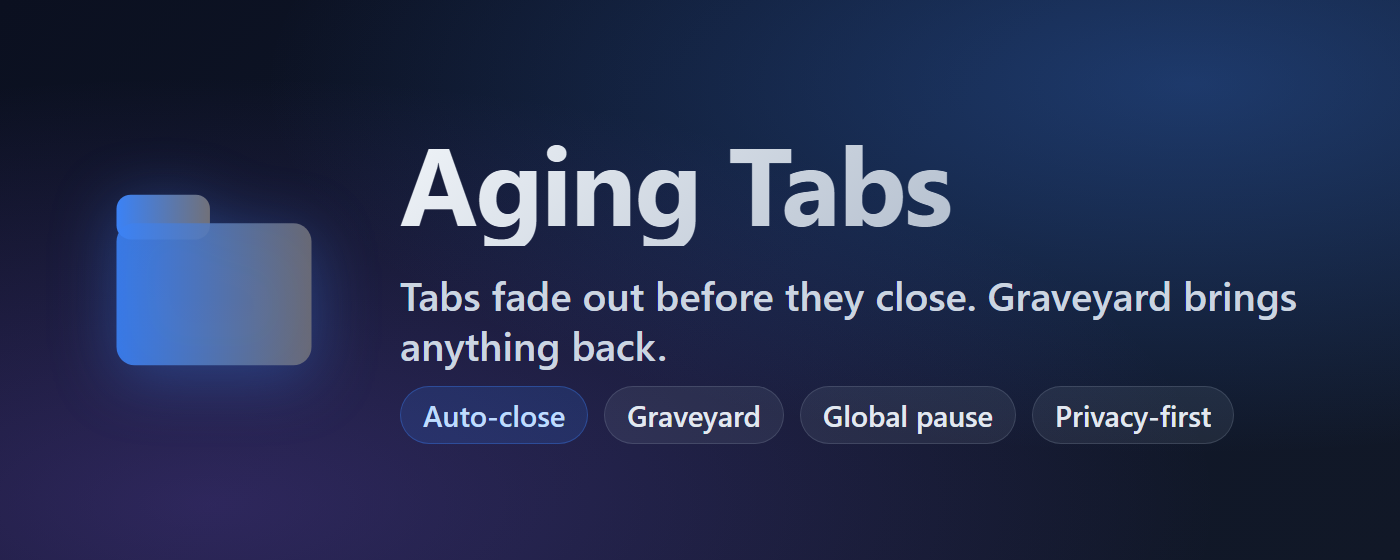 Aging Tabs
Tabs fade out before they close. Graveyard brings
anything back.
Auto-close Graveyard Global pause Privacy-first